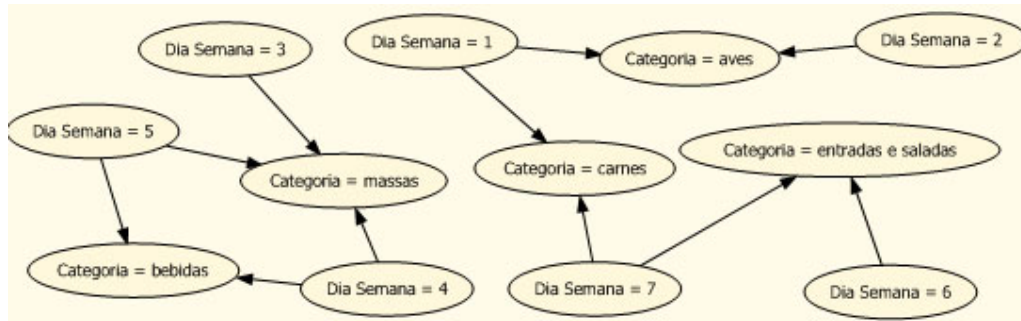 Dia Semana = 3
Dia Semana = 1
Dia Semana = 2
Categoria = aves
Dia Semana = 5
Categoria = entradas e saladas
Categoria = massas
Categoria = carnes
Categoria = bebidas
Dia Semana = 4
Dia Semana = 7
Dia Semana = 6